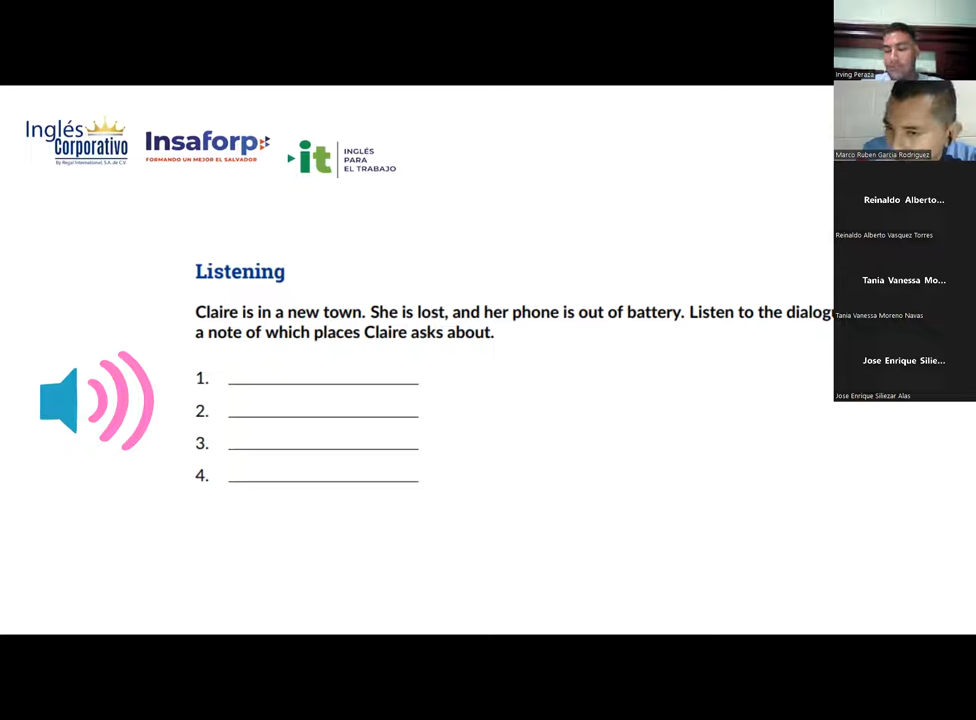 Inglés
Corporativo
By Regal International, S.A. de C.V.
Insaforp
FORMANDO UN MEJOR EL SALVADOR
it
INGLÉS
PARA
EL TRABAJO
Listening
Claire is in a new town. She is lost, and her phone is out of battery. Listen to the dialog
a note of which places Claire asks about.
1.
2.
3.
4.
Irving Peraza
Marco Ruben Garcia Rodriguez
Reinaldo Alberto...
Reinaldo Alberto Vasquez Torres
Tania Vanessa Mo...
Tania Vanessa Moreno Navas
Jose Enrique Silie...
Jose Enrique Siliezar Alas